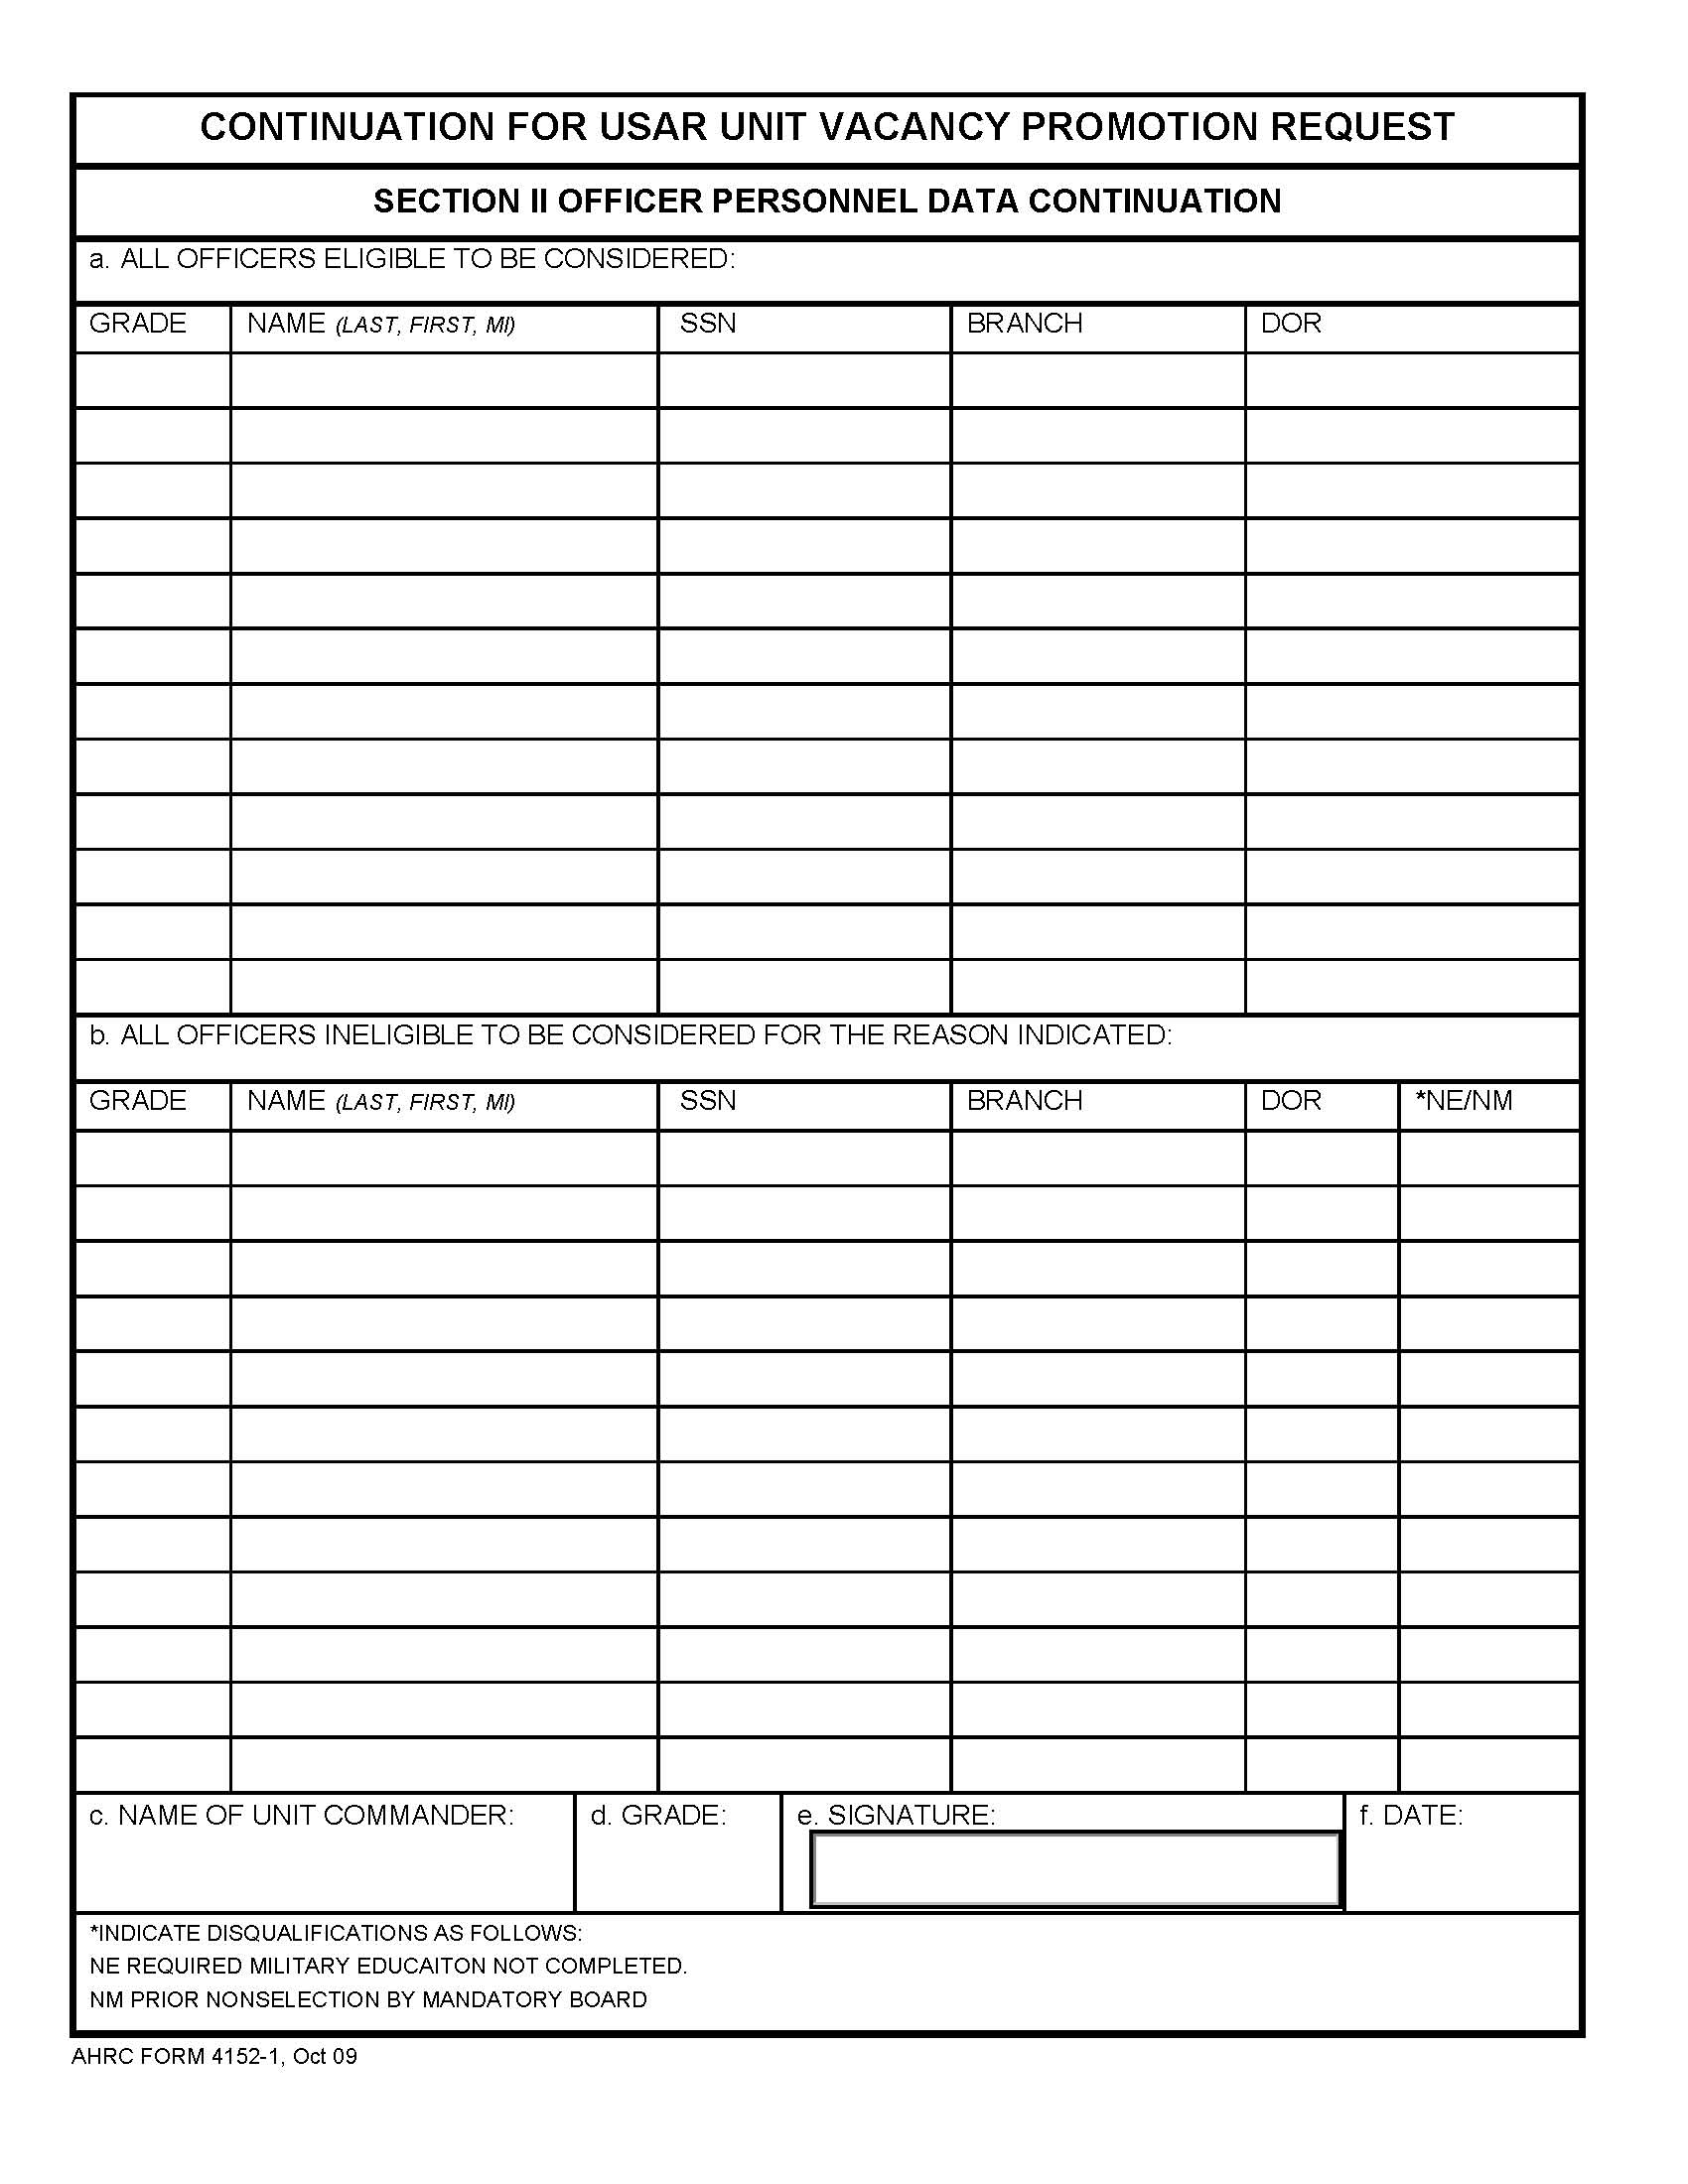 CONTINUATION FOR USAR UNIT VACANCY PROMOTION REQUEST
SECTION II OFFICER PERSONNEL DATA CONTINUATION
a. ALL OFFICERS ELIGIBLE TO BE CONSIDERED:
GRADE NAME (LAST, FIRST, MI) SSN BRANCH DOR
b. ALL OFFICERS INELIGIBLE TO BE CONSIDERED FOR THE REASON INDICATED:
GRADE NAME (LAST, FIRST, MI) SSN BRANCH DOR *NE/NM
c. NAME OF UNIT COMMANDER: d. GRADE: e. SIGNATURE: f. DATE:
*INDICATE DISQUALIFICATIONS AS FOLLOWS:
NE REQUIRED MILITARY EDUCAITON NOT COMPLETED.
NM PRIOR NONSELECTION BY MANDATORY BOARD
AHRC FORM 4152-1, Oct 09